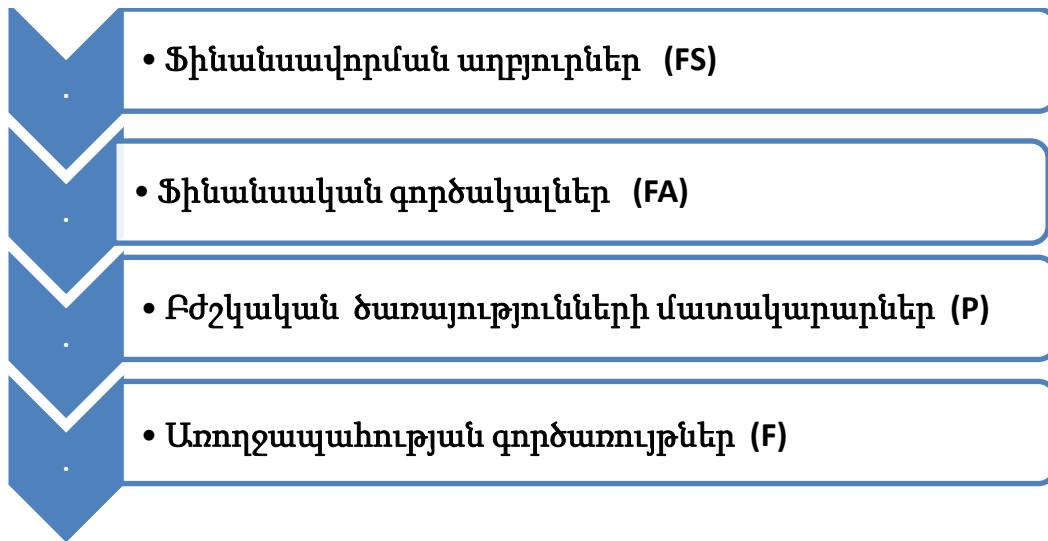 • Ֆինանսավորման աղբյուրներ (FS)
• Ֆինանսական գործակալներ (FA)
• Բժշկական ծառայությունների մատակարարներ (P)
• Առողջապահության գործառույթներ (F)